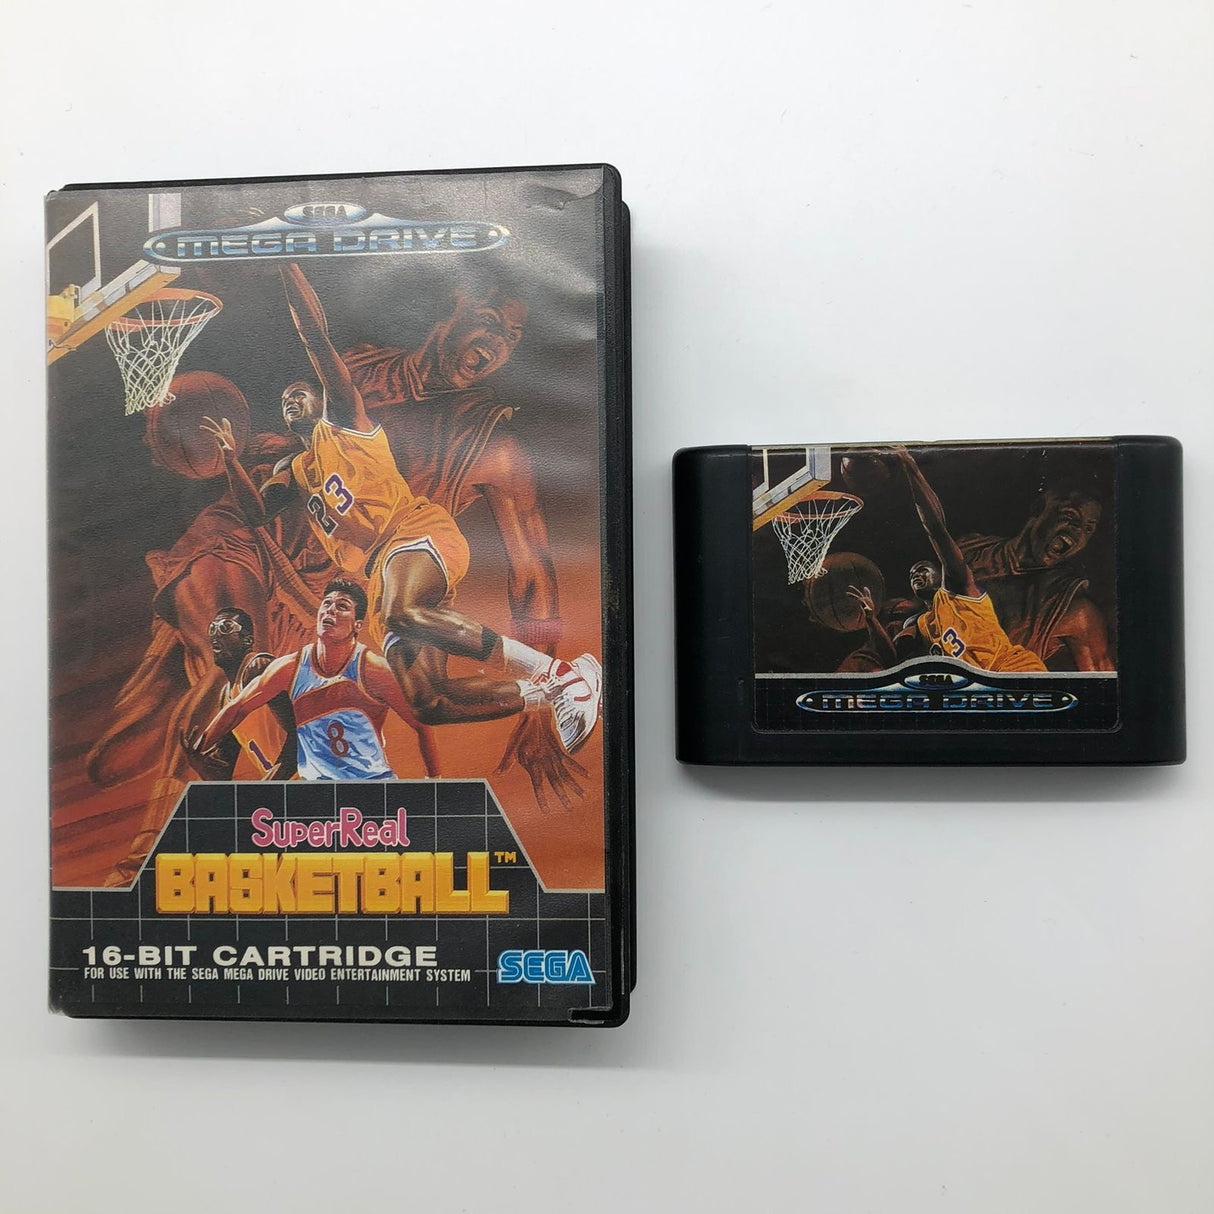 SEGA
MEGA DRIVE
23
1
8
SuperReal
BASKETBALL™
16-BIT CARTRIDGE
FOR USE WITH THE SEGA MEGA DRIVE VIDEO ENTERTAINMENT SYSTEM
SEGA
23
SEGA
MEGA DRIVE